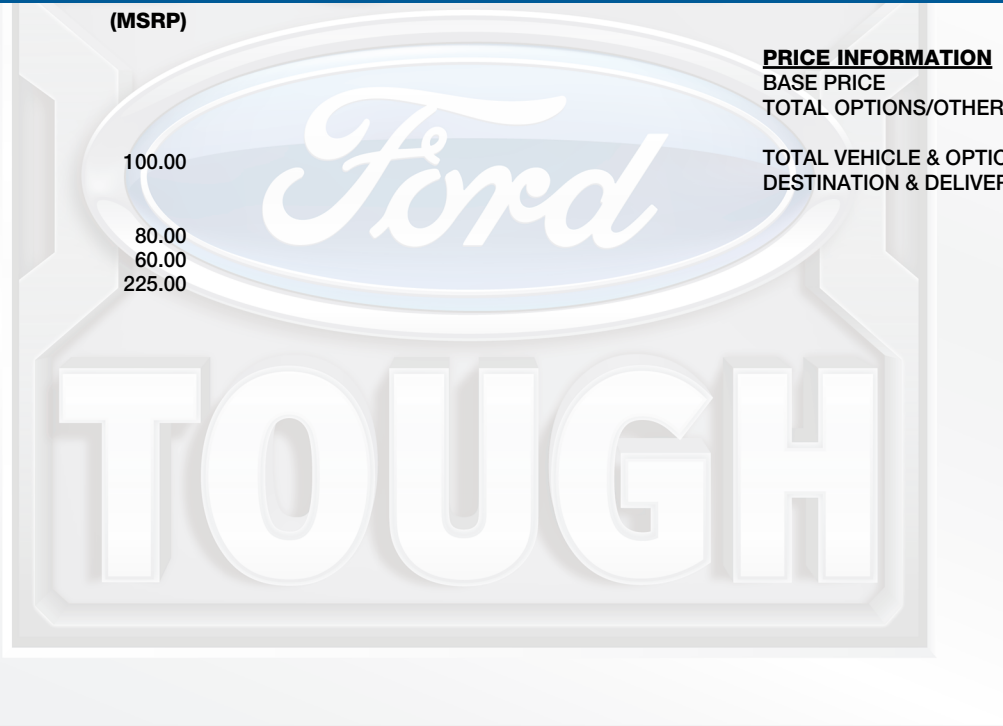 (MSRP)
PRICE INFORMATION
BASE PRICE
TOTAL OPTIONS/OTHER
100.00
TOTAL VEHICLE & OPTIO
DESTINATION & DELIVER
80.00
60.00
225.00
Ford
TOUGH